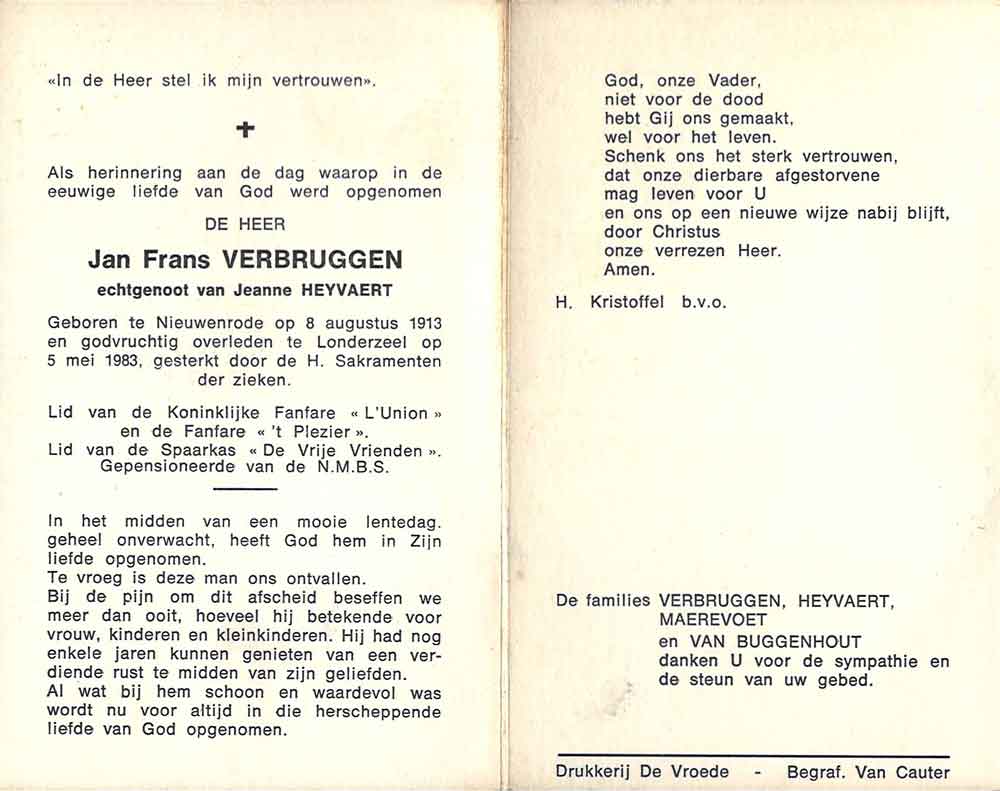 «In de Heer stel ik mijn vertrouwen».
Als herinnering aan de dag waarop in de
eeuwige liefde van God werd opgenomen
DE HEER
Jan Frans VERBRUGGEN
echtgenoot van Jeanne HEYVAERT
Geboren te Nieuwenrode op 8 augustus 1913
en godvruchtig overleden te Londerzeel op
5 mei 1983, gesterkt door de H. Sakramenten
der zieken.
Lid van de Koninklijke Fanfare « L'Union »
en de Fanfare « 't Plezier ».
Lid van de Spaarkas « De Vrije Vrienden ».
Gepensioneerde van de N.M.B.S.
In het midden van een mooie lentedag.
geheel onverwacht, heeft God hem in Zijn
liefde opgenomen.
Te vroeg is deze man ons ontvallen.
Bij de pijn om dit afscheid beseffen we
meer dan ooit, hoeveel hij betekende voor
vrouw, kinderen en kleinkinderen. Hij had nog
enkele jaren kunnen genieten van een ver-
diende rust te midden van zijn geliefden.
Al wat bij hem schoon en waardevol was
wordt nu voor altijd in die herscheppende
liefde van God opgenomen.
God, onze Vader,
niet voor de dood
hebt Gij ons gemaakt,
wel voor het leven.
Schenk ons het sterk vertrouwen,
dat onze dierbare afgestorvene
mag leven voor U
en ons op een nieuwe wijze nabij blijft,
door Christus
onze verrezen Heer.
Amen.
H. Kristoffel b.v.o.
De families VERBRUGGEN, HEYVAERT,
MAEREVOET
en VAN BUGGENHOUT
danken U voor de sympathie en
de steun van uw gebed.
Drukkerij De Vroede - Begraf. Van Cauter